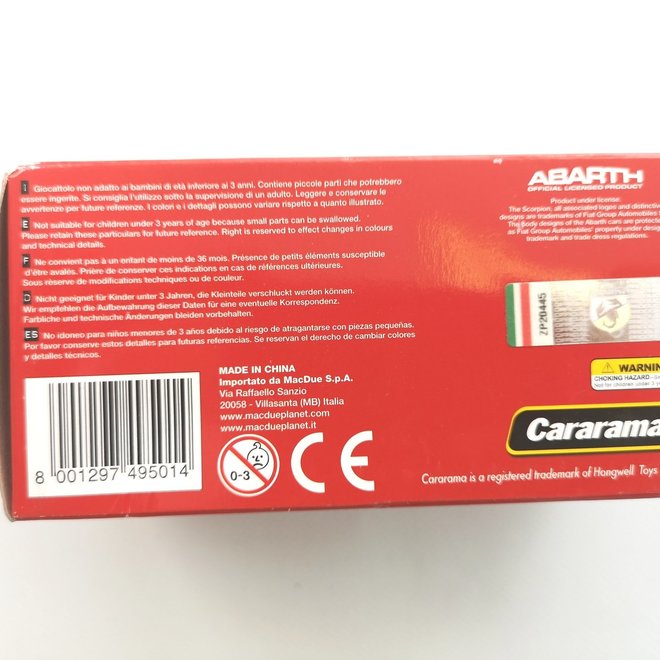 I Giocattolo non adatto ai bambini di età inferiore ai 3 anni. Contiene piccole parti che potrebbero
essere ingerite. Si consiglia l'utilizzo sotto la supervisione di un adulto. Leggere e conservare le
avvertenze per future referenze. I colori e i dettagli possono variare rispetto a quanto illustrato.
E Not suitable for children under 3 years of age because small parts can be swallowed.
Please retain these particulars for future reference. Right is reserved to effect changes in colours
and technical details.
F Ne convient pas à un enfant de moins de 36 mois. Présence de petits éléments susceptible
d'être avalés. Prière de conserver ces indications en cas de références ultérieures.
Sous réserve de modifications techniques ou de couleur.
D Nicht geeignet für Kinder unter 3 Jahren, die Kleinteile verschluckt werden können.
Wir empfehlen die Aufbewahrung dieser Daten für eine eventuelle Korrespondenz.
Farbliche und technische Änderungen bleiben vorbehalten.
ES No idoneo para niños menores de 3 años debido al riesgo de atragantarse con piezas pequeñas.
Por favor conserve estos detalles para futuras referencias. Se reservan el derecho de cambiar colores
y detalles técnicos.
8 001297 495014
MADE IN CHINA
Importato da MacDue S.p.A.
Via Raffaello Sanzio
20058 - Villasanta (MB) Italia
www.macdueplanet.com
www.macdueplanet.it
0-3
CE
ABARTH
OFFICIAL LICENSED PRODUCT
Product under license:
The Scorpion, all associated logos and distinctive
designs are trademarks of Fiat Group Automobiles
The Body designs of the Abarth cars are protected
as Fiat Group Automobiles' property under design
trademark and trade dress regulations.
ZP20445
WARNIN
CHOKING HAZARD
Not for children under 3
Cararama
Cararama is a registered trademark of Hongwell Toys